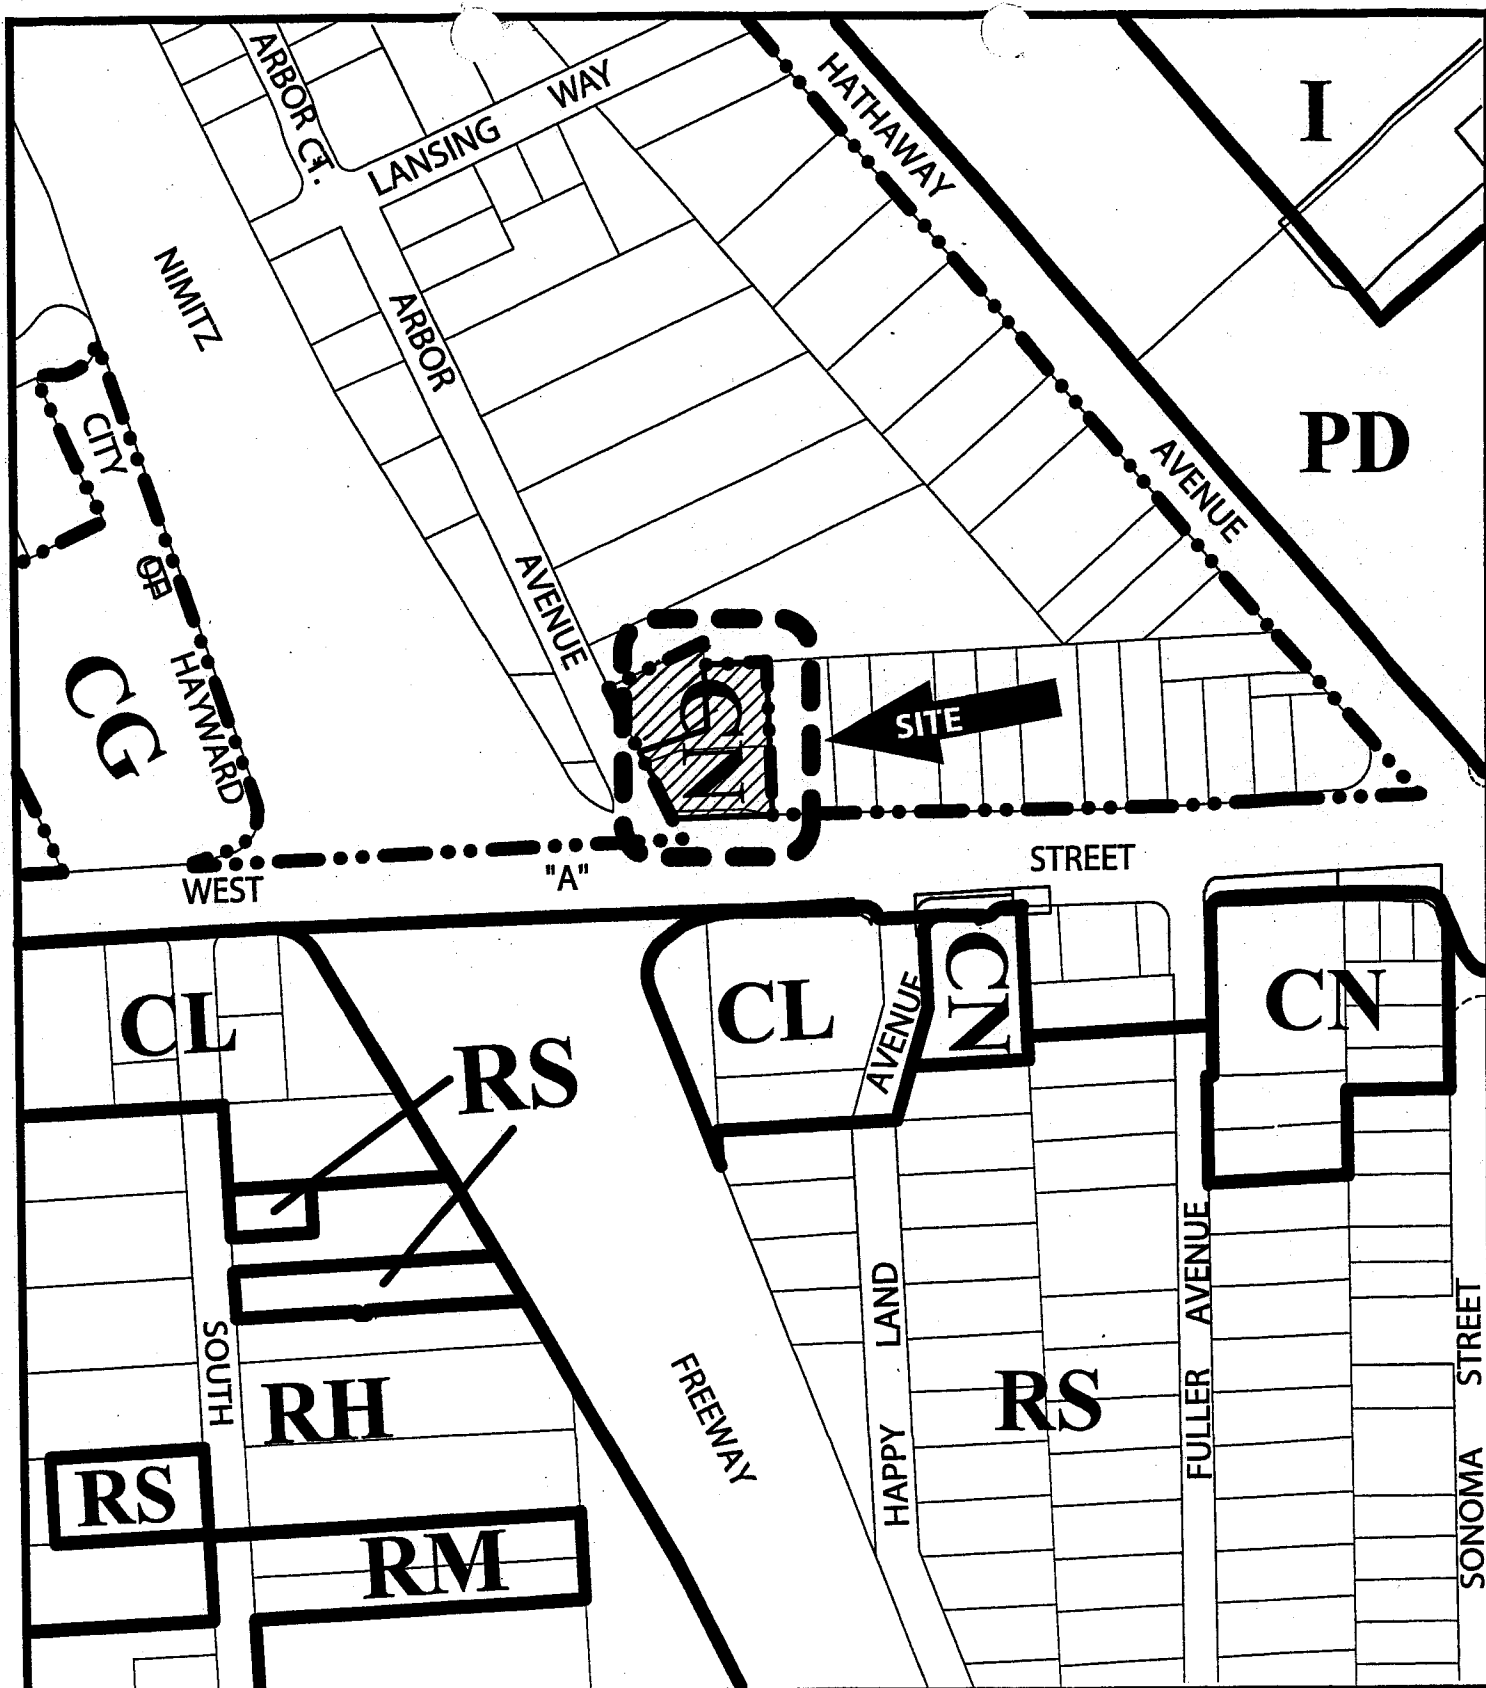 ARBOR CT.
LANSING WAY
HATHAWAY
AVENUE
I
PD
NIMITZ
ARBOR
AVENUE
CITY
OF
HAYWARD
CG
CN
SITE
WEST "A" STREET
CL
CL
AVENUE
CN
CN
RS
SOUTH
RH
RS
RM
FREEWAY
HAPPY LAND
RS
FULLER AVENUE
SONOMA STREET